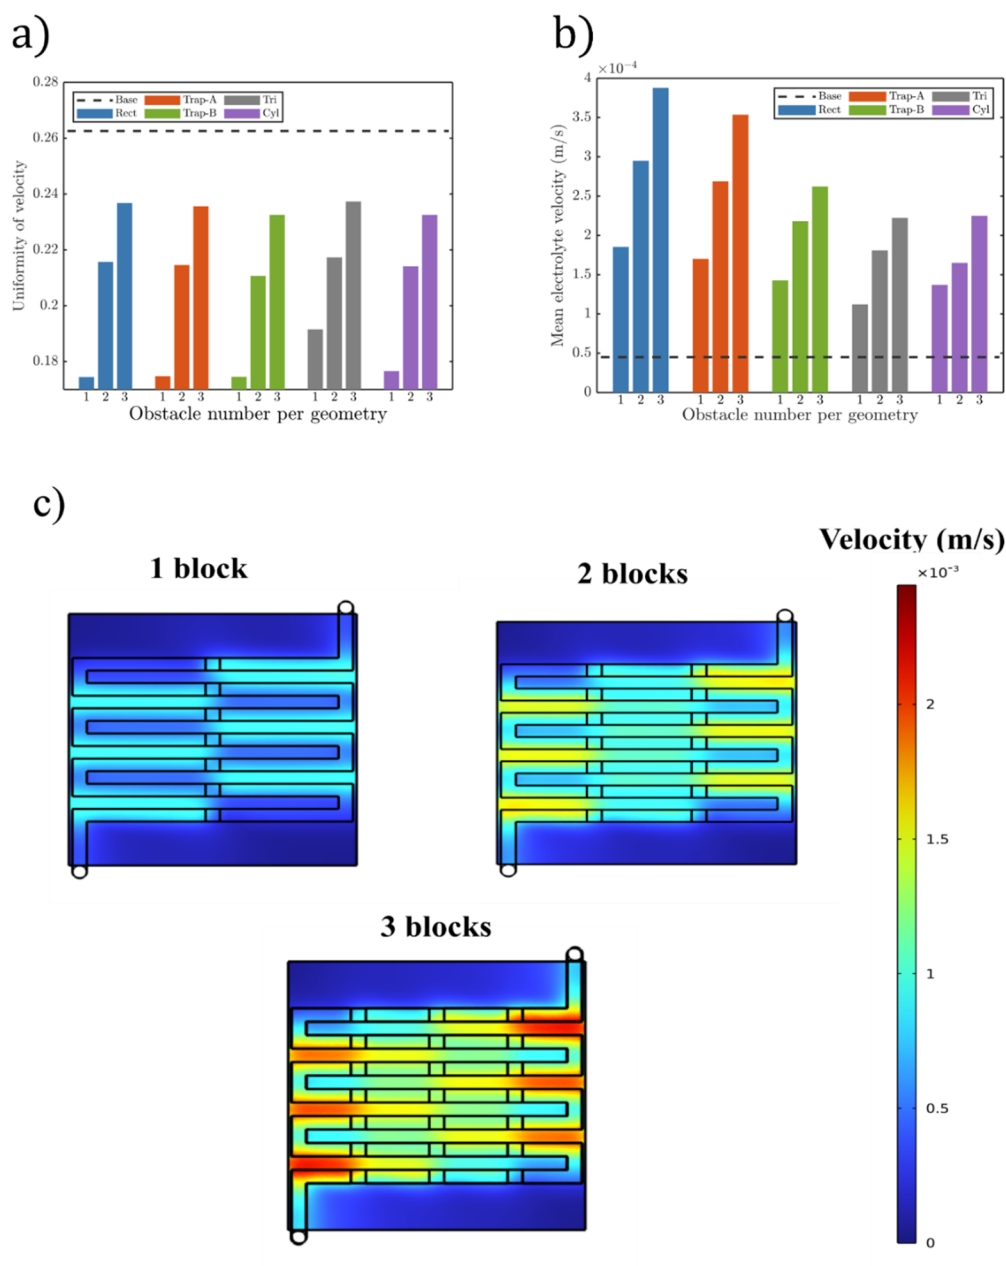 a)
0.28
0.26
0.24
0.22
0.2
0.18
Uniformity of velocity
Base Trap-A Tri
Rect Trap-B Cyl
1 2 3 1 2 3 1 2 3 1 2 3 1 2 3
Obstacle number per geometry
b)
×10⁻⁴
4
3.5
3
2.5
2
1.5
1
0.5
0
Mean electrolyte velocity (m/s)
Base Trap-A Tri
Rect Trap-B Cyl
1 2 3 1 2 3 1 2 3 1 2 3 1 2 3
Obstacle number per geometry
c)
1 block
2 blocks
3 blocks
Velocity (m/s)
×10⁻³
2
1.5
1
0.5
0